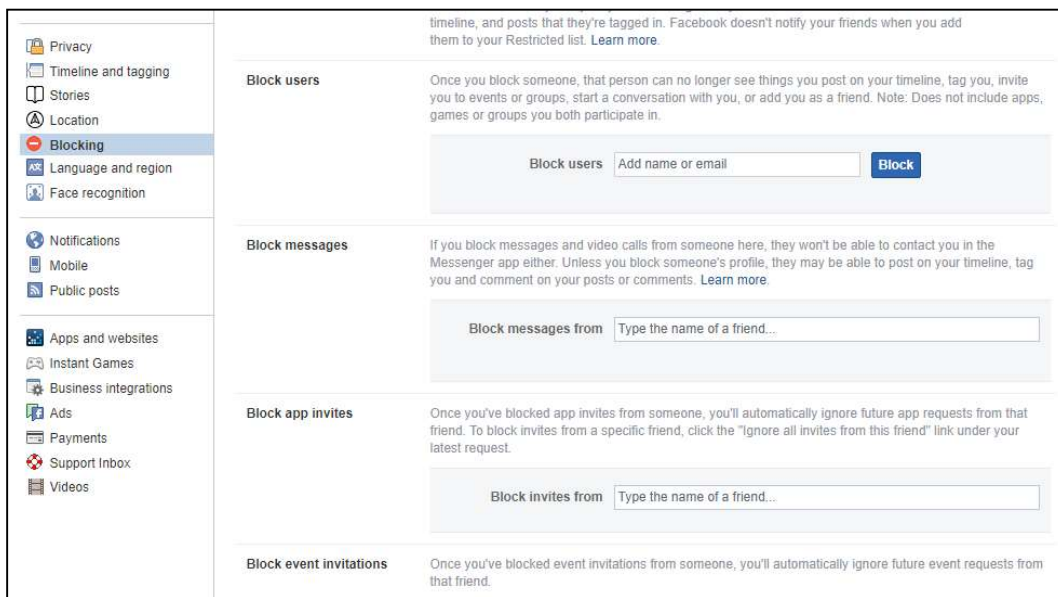 timeline, and posts that they're tagged in. Facebook doesn't notify your friends when you add
them to your Restricted list. Learn more.
Privacy
Timeline and tagging
Stories
Location
Blocking
Language and region
Face recognition
Notifications
Mobile
Public posts
Apps and websites
Instant Games
Business integrations
Ads
Payments
Support Inbox
Videos
Block users
Once you block someone, that person can no longer see things you post on your timeline, tag you, invite
you to events or groups, start a conversation with you, or add you as a friend. Note: Does not include apps,
games or groups you both participate in.
Block users Add name or email Block
Block messages
If you block messages and video calls from someone here, they won't be able to contact you in the
Messenger app either. Unless you block someone's profile, they may be able to post on your timeline, tag
you and comment on your posts or comments. Learn more.
Block messages from Type the name of a friend...
Block app invites
Once you've blocked app invites from someone, you'll automatically ignore future app requests from that
friend. To block invites from a specific friend, click the "Ignore all invites from this friend" link under your
latest request.
Block invites from Type the name of a friend...
Block event invitations
Once you've blocked event invitations from someone, you'll automatically ignore future event requests from
that friend.